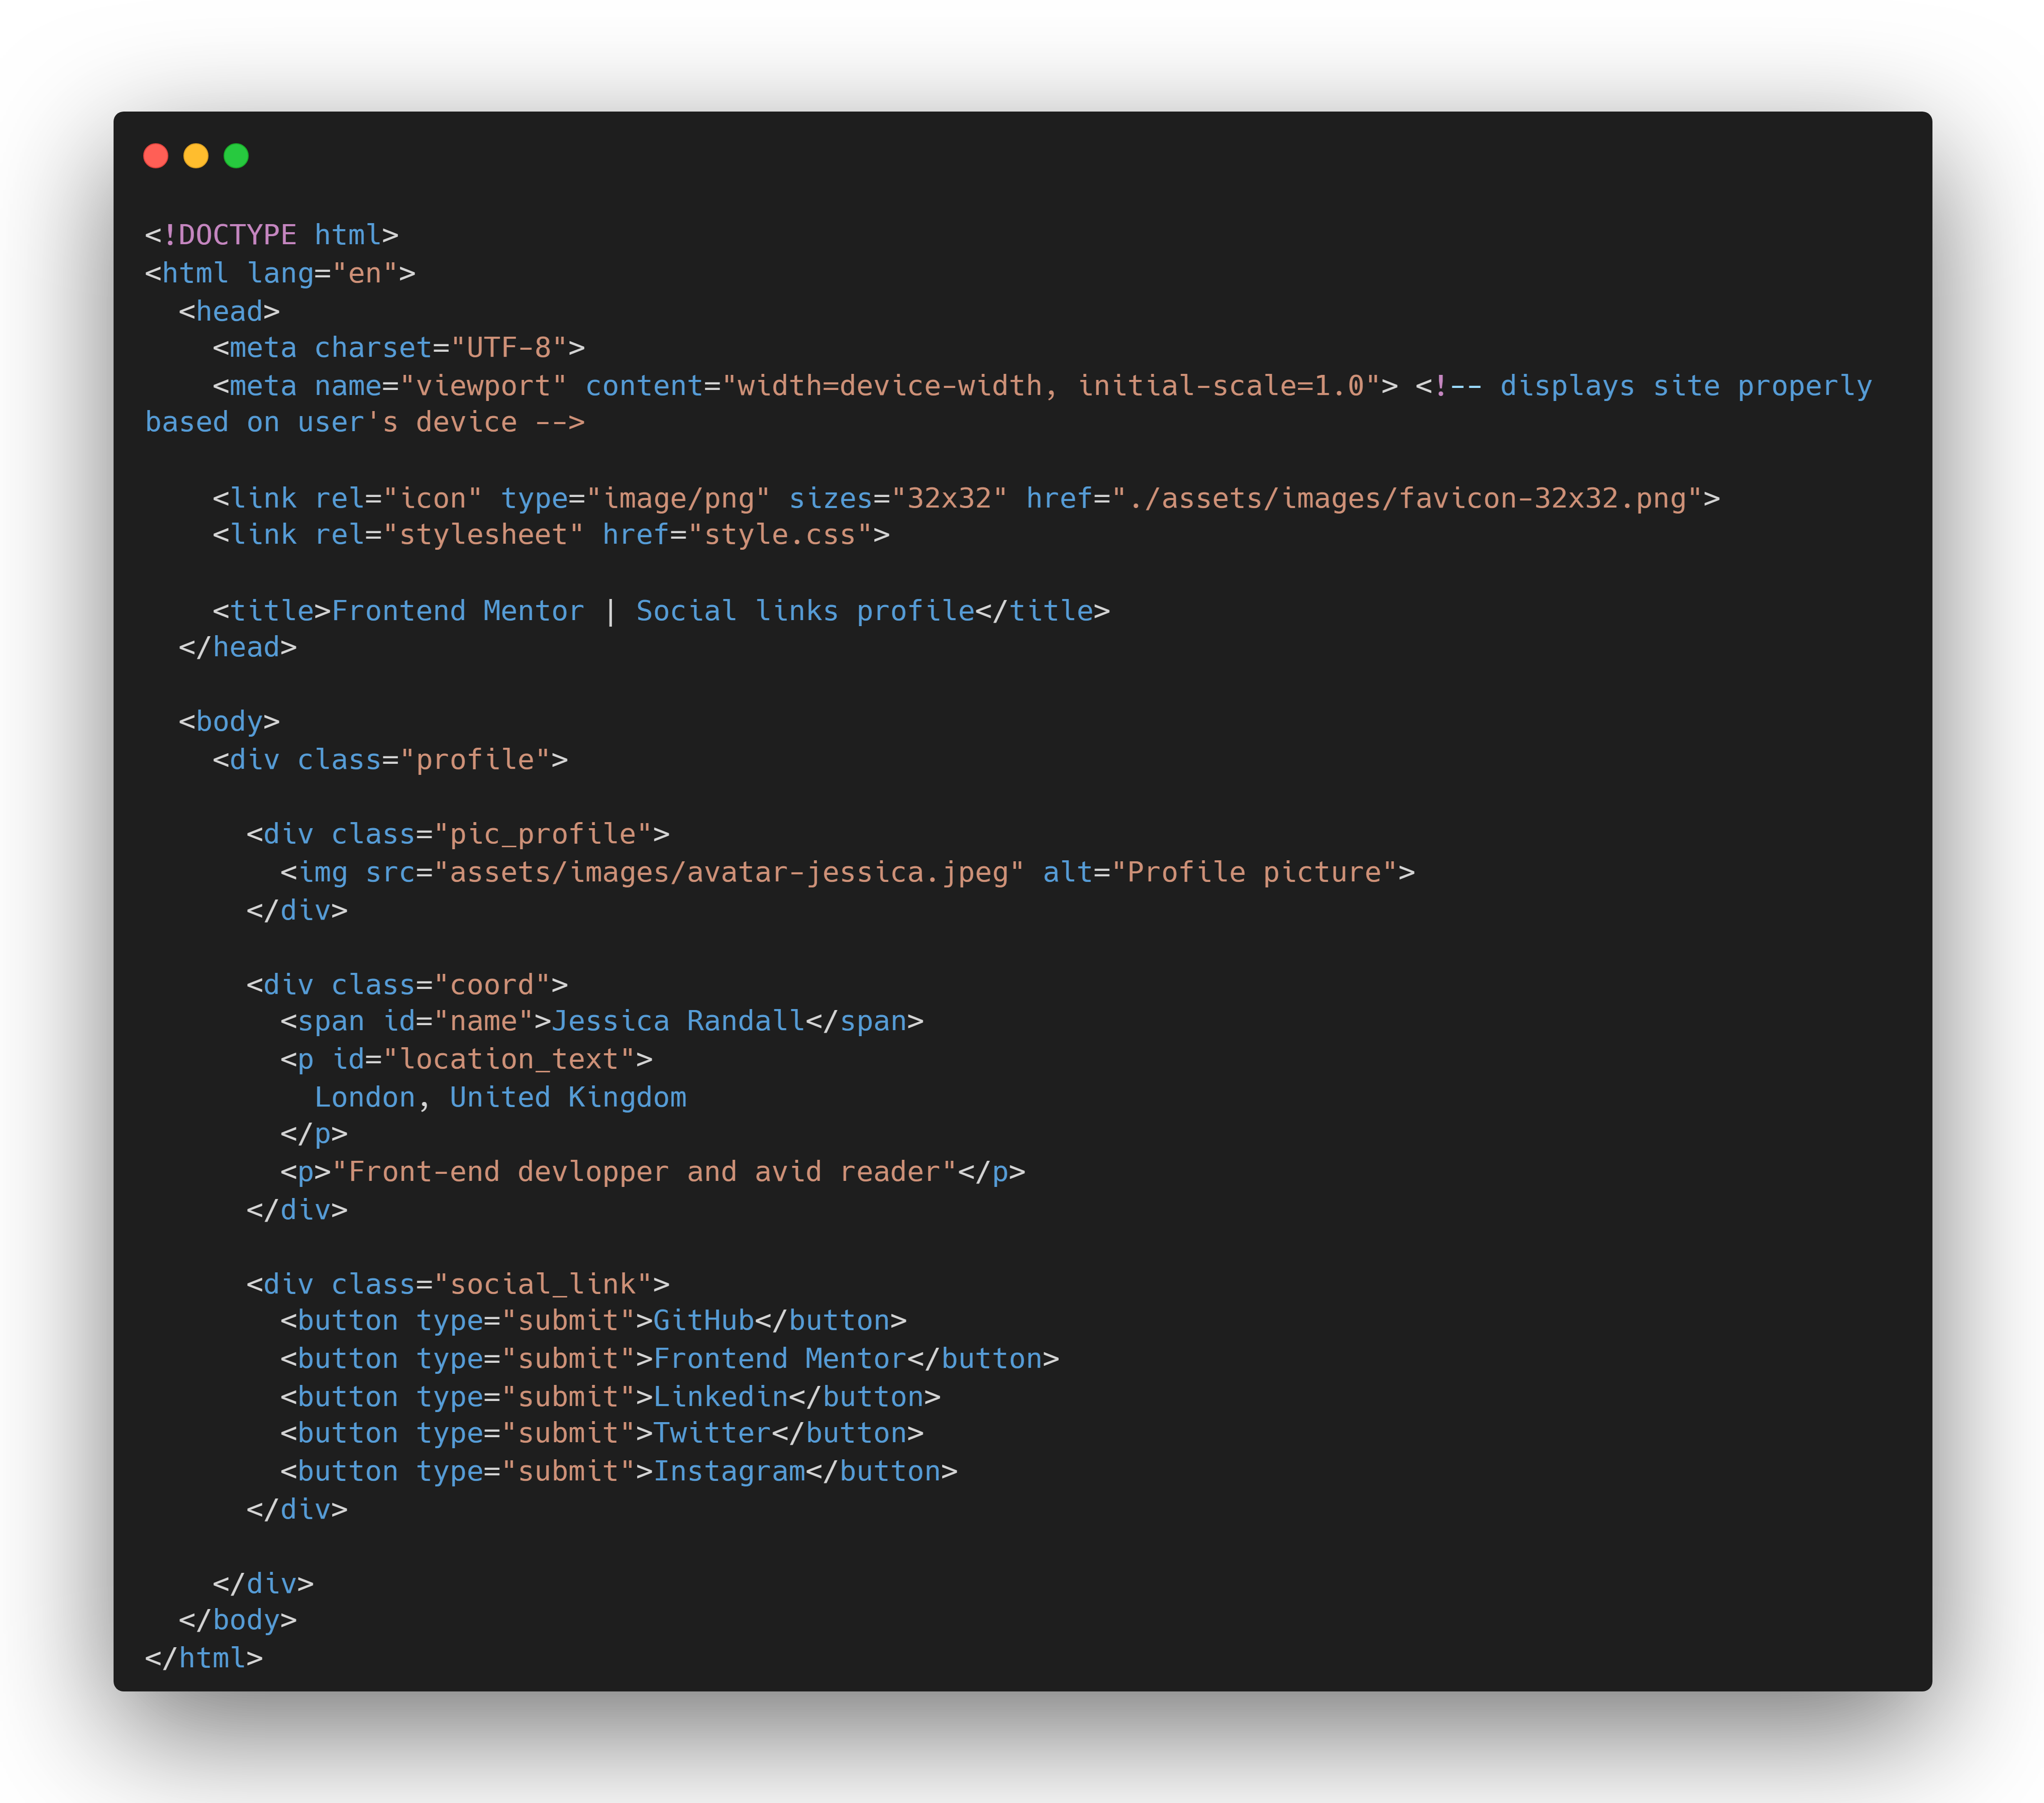 <!DOCTYPE html>
<html lang="en">
  <head>
    <meta charset="UTF-8">
    <meta name="viewport" content="width=device-width, initial-scale=1.0"> <!-- displays site properly
based on user's device -->

    <link rel="icon" type="image/png" sizes="32x32" href="./assets/images/favicon-32x32.png">
    <link rel="stylesheet" href="style.css">

    <title>Frontend Mentor | Social links profile</title>
  </head>

  <body>
    <div class="profile">

      <div class="pic_profile">
        <img src="assets/images/avatar-jessica.jpeg" alt="Profile picture">
      </div>

      <div class="coord">
        <span id="name">Jessica Randall</span>
        <p id="location_text">
          London, United Kingdom
        </p>
        <p>"Front-end devlopper and avid reader"</p>
      </div>

      <div class="social_link">
        <button type="submit">GitHub</button>
        <button type="submit">Frontend Mentor</button>
        <button type="submit">Linkedin</button>
        <button type="submit">Twitter</button>
        <button type="submit">Instagram</button>
      </div>

    </div>
  </body>
</html>